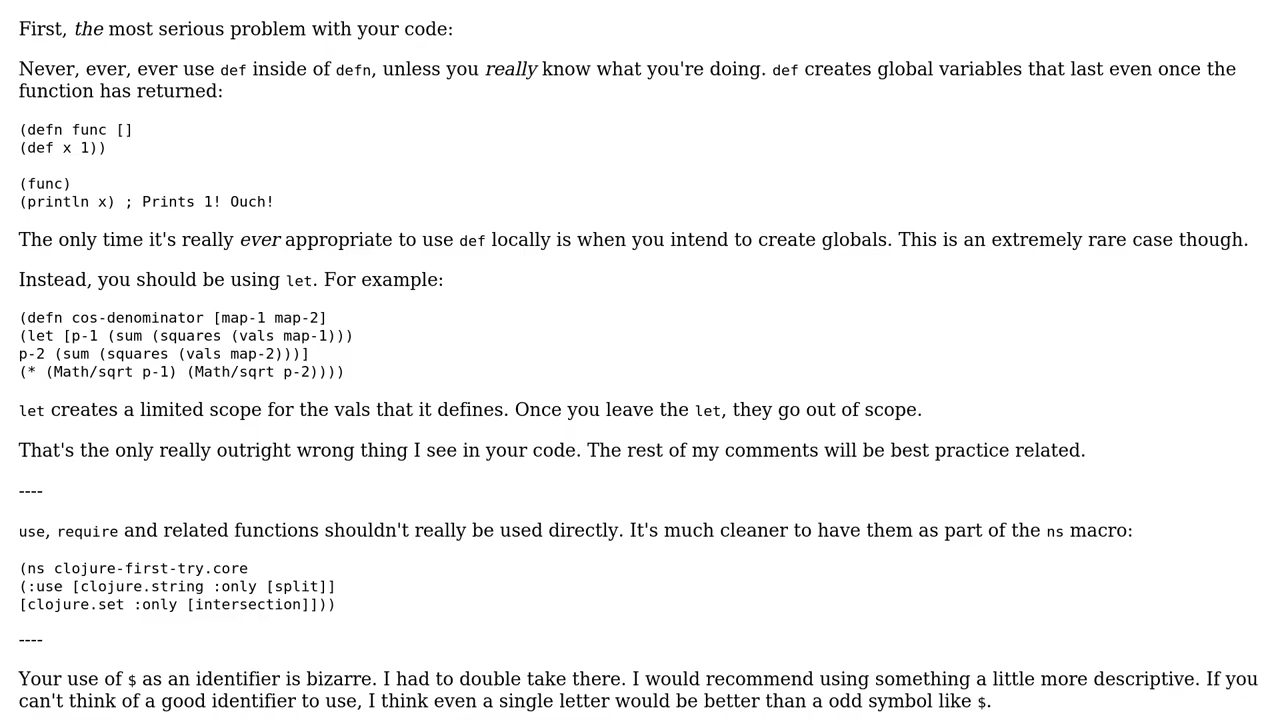 First, the most serious problem with your code:
Never, ever, ever use def inside of defn, unless you really know what you're doing. def creates global variables that last even once the
function has returned:
(defn func []
(def x 1))
(func)
(println x) ; Prints 1! Ouch!
The only time it's really ever appropriate to use def locally is when you intend to create globals. This is an extremely rare case though.
Instead, you should be using let. For example:
(defn cos-denominator [map-1 map-2]
(let [p-1 (sum (squares (vals map-1)))
p-2 (sum (squares (vals map-2)))]
(* (Math/sqrt p-1) (Math/sqrt p-2))))
let creates a limited scope for the vals that it defines. Once you leave the let, they go out of scope.
That's the only really outright wrong thing I see in your code. The rest of my comments will be best practice related.
----
use, require and related functions shouldn't really be used directly. It's much cleaner to have them as part of the ns macro:
(ns clojure-first-try.core
(:use [clojure.string :only [split]]
[clojure.set :only [intersection]]))
----
Your use of $ as an identifier is bizarre. I had to double take there. I would recommend using something a little more descriptive. If you
can't think of a good identifier to use, I think even a single letter would be better than a odd symbol like $.